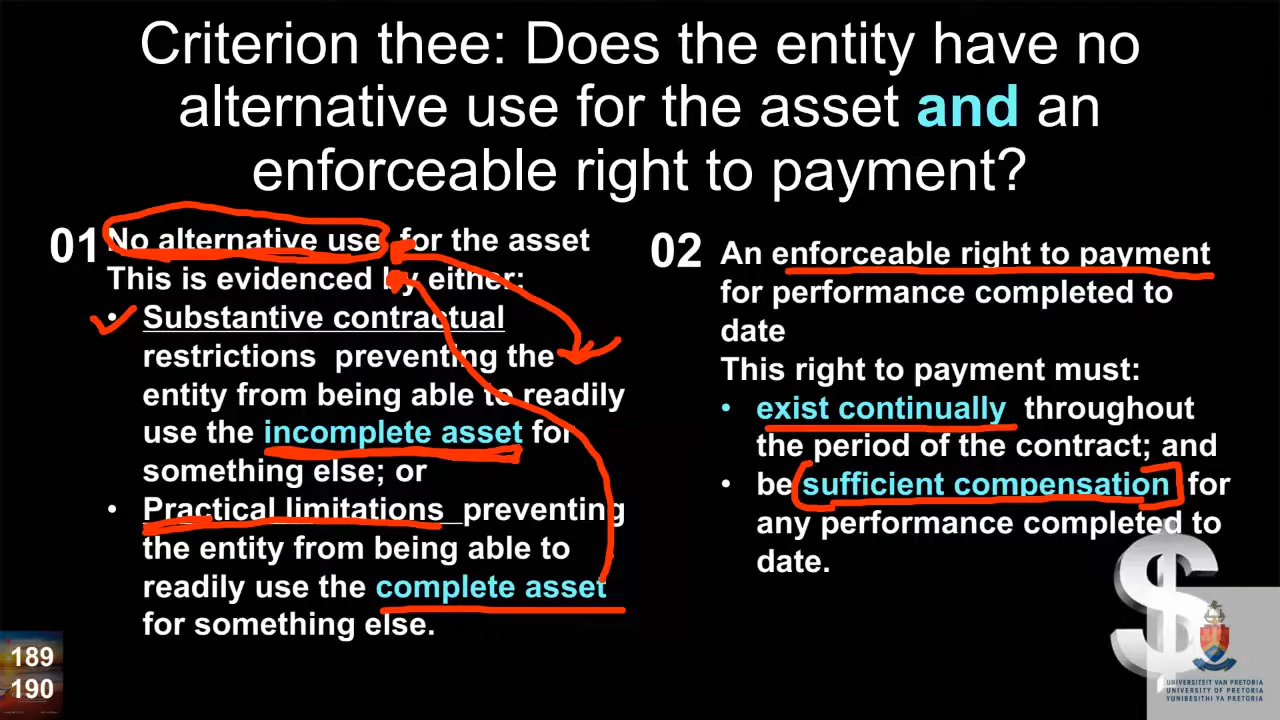 Criterion thee: Does the entity have no
alternative use for the asset and an
enforceable right to payment?
01
No alternative use for the asset
This is evidenced by either:
• Substantive contractual
restrictions preventing the
entity from being able to readily
use the incomplete asset for
something else; or
• Practical limitations preventing
the entity from being able to
readily use the complete asset
for something else.
02
An enforceable right to payment
for performance completed to
date
This right to payment must:
• exist continually throughout
the period of the contract; and
• be sufficient compensation for
any performance completed to
date.
189
190
UNIVERSITEIT VAN PRETORIA
UNIVERSITY OF PRETORIA
YUNIBESITHI YA PRETORIA